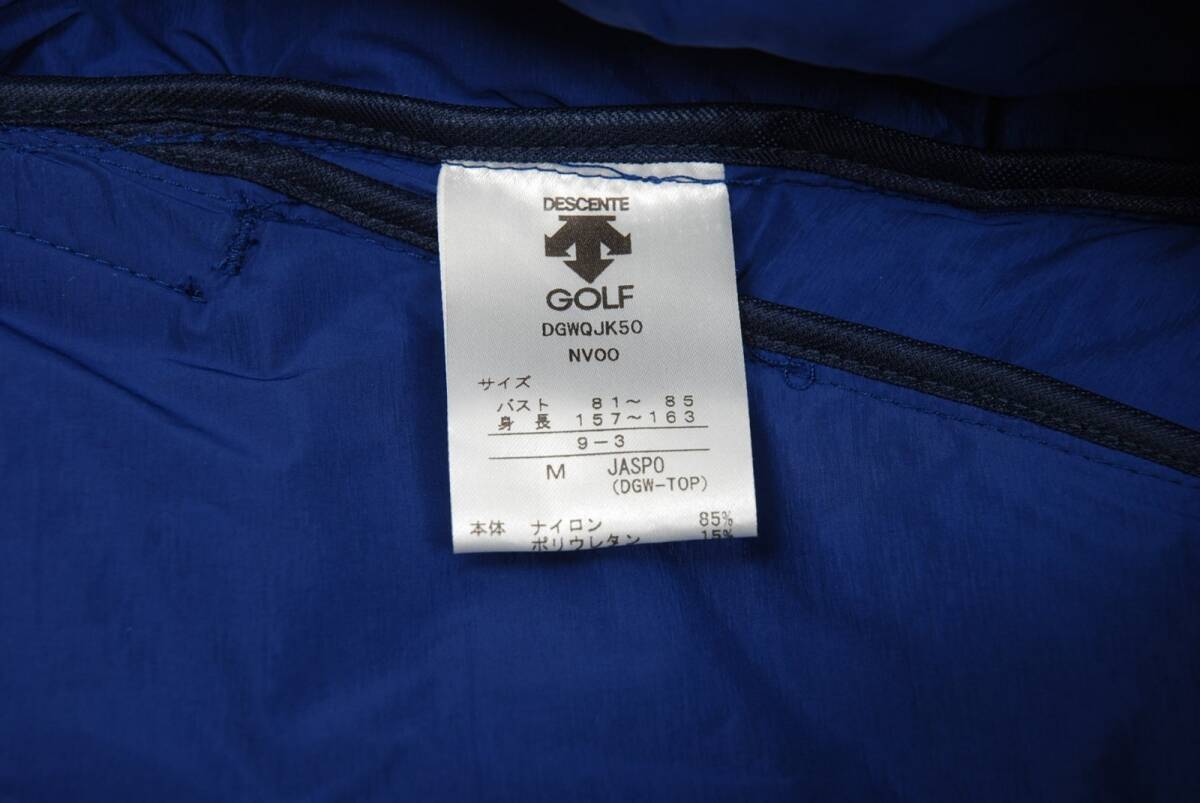 DESCENTE
GOLF
DGWQJK50
NV00
サイズ
バスト 81～ 85
身長 157～163
9-3
M JASPO
(DGW-TOP)
本体 ナイロン 85%
ポリウレタン 15%